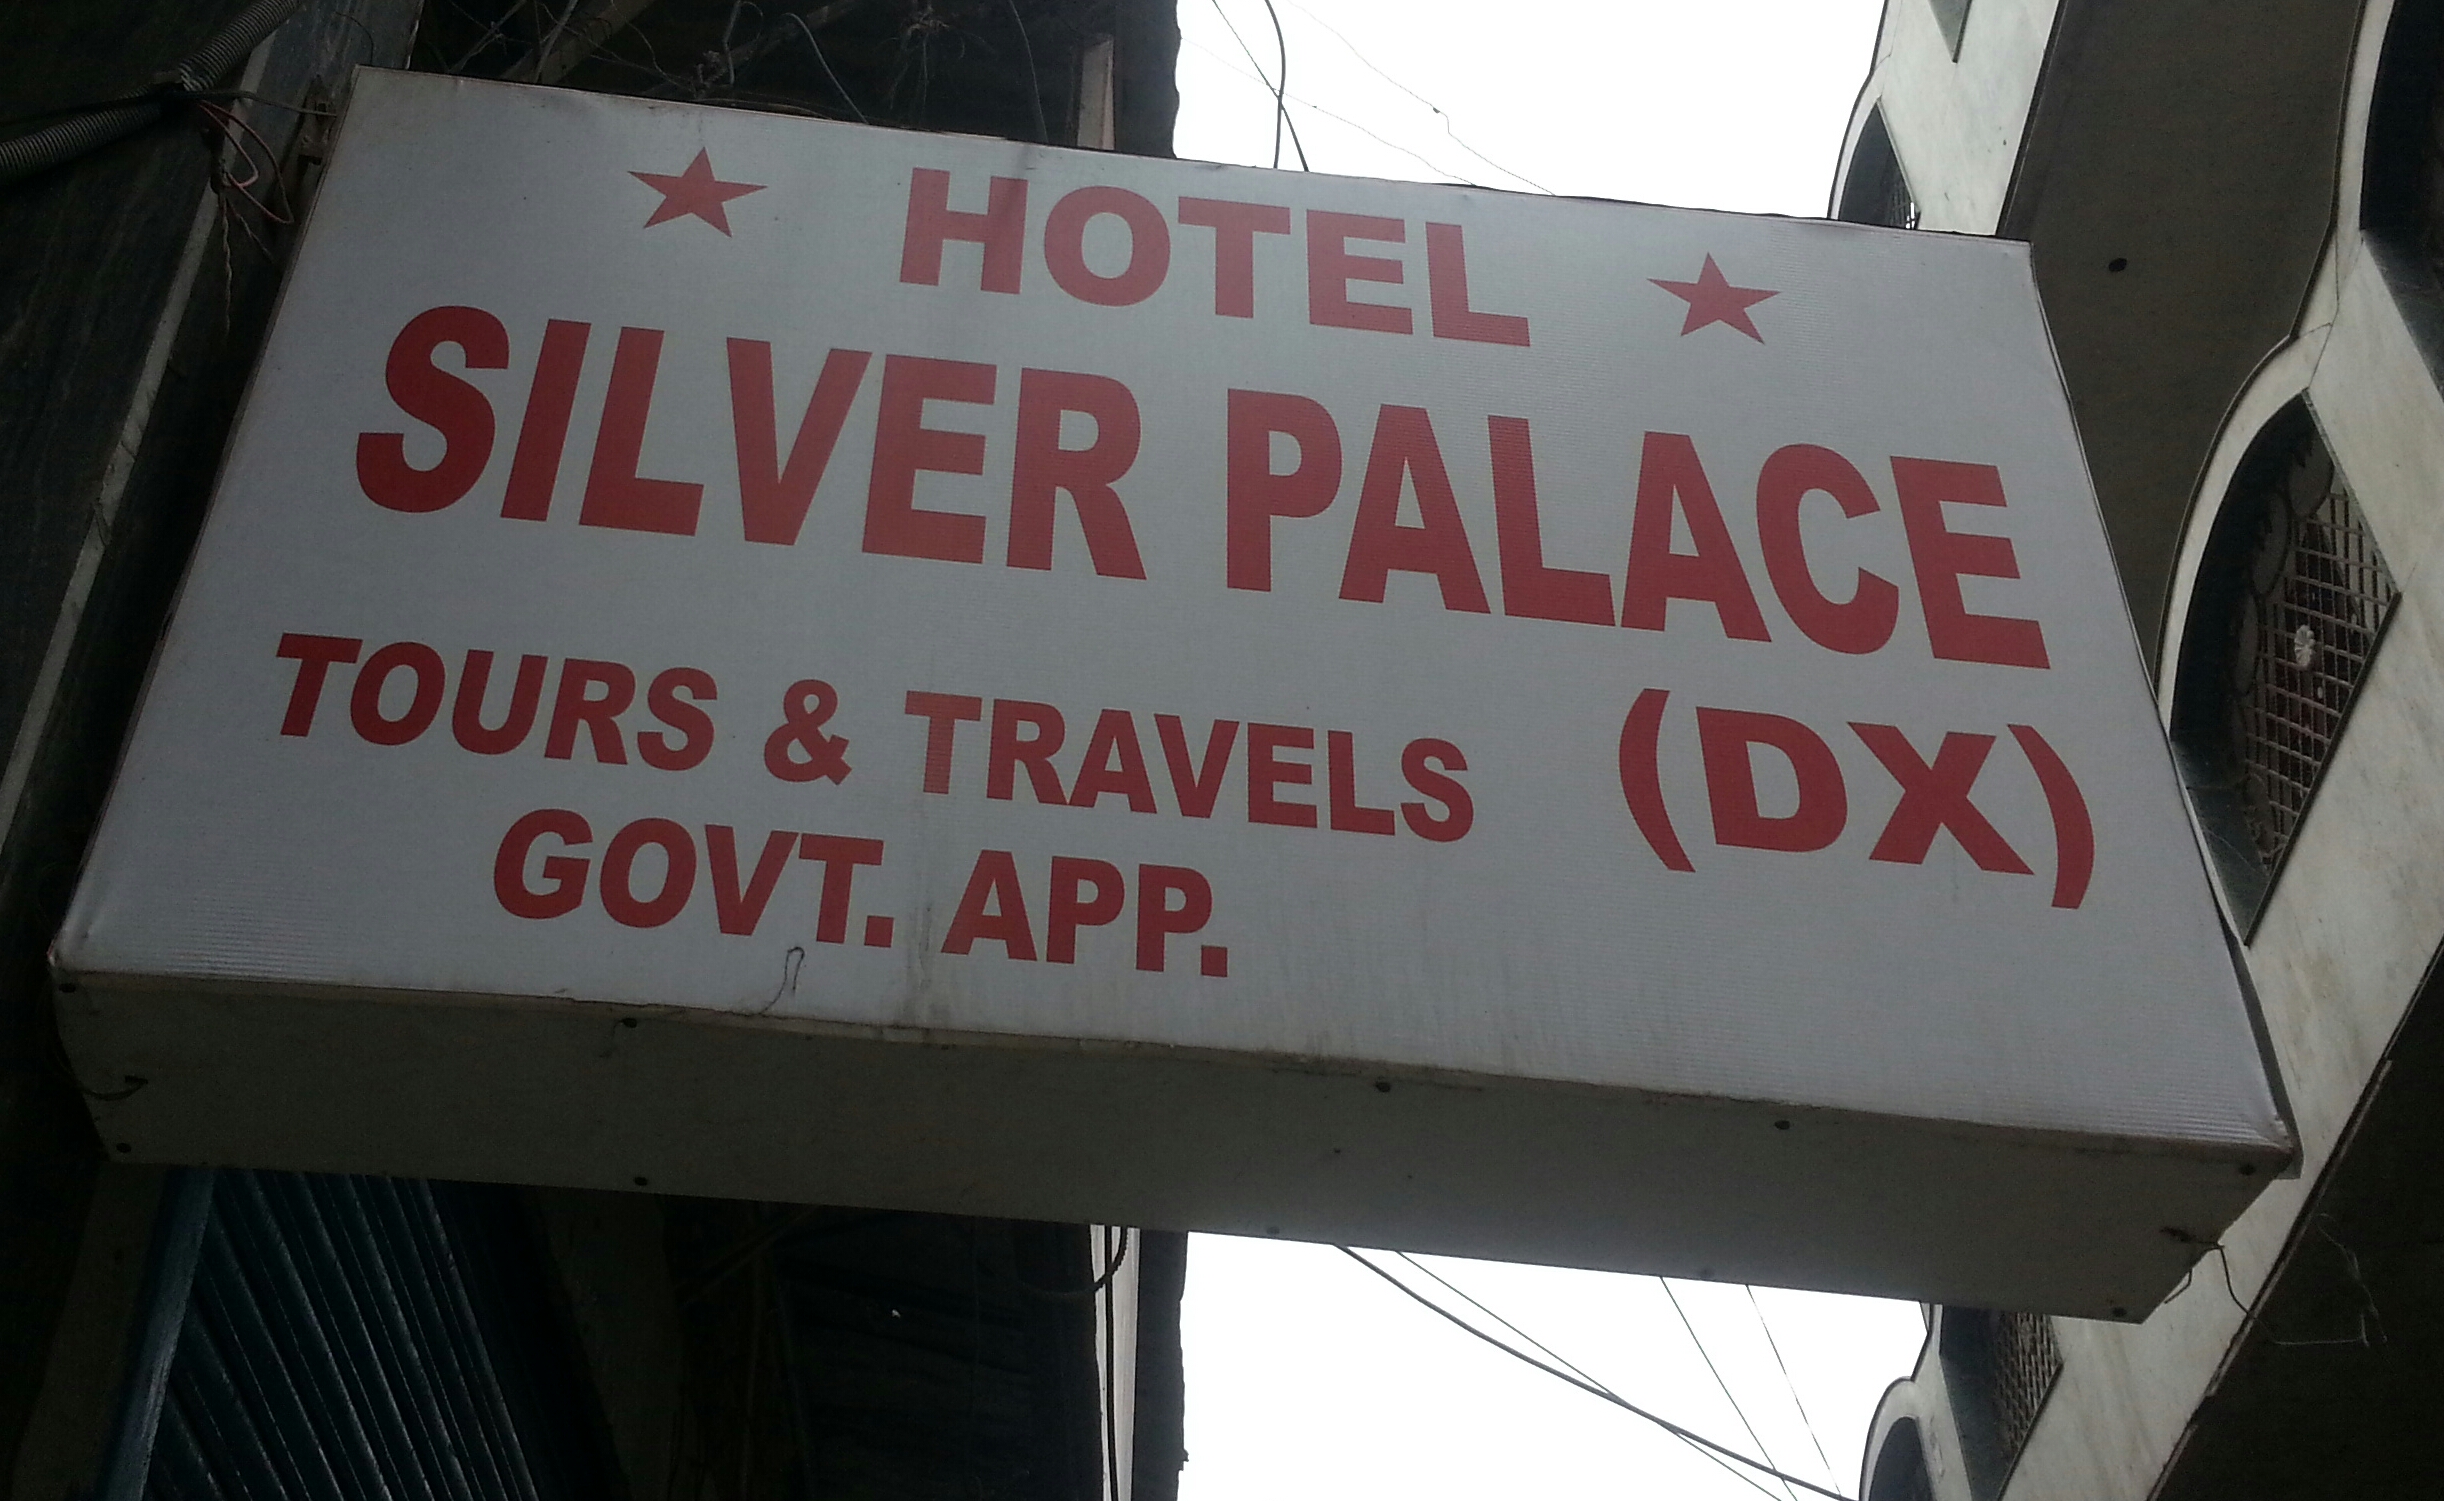 HOTEL
SILVER PALACE
TOURS & TRAVELS (DX)
GOVT. APP.